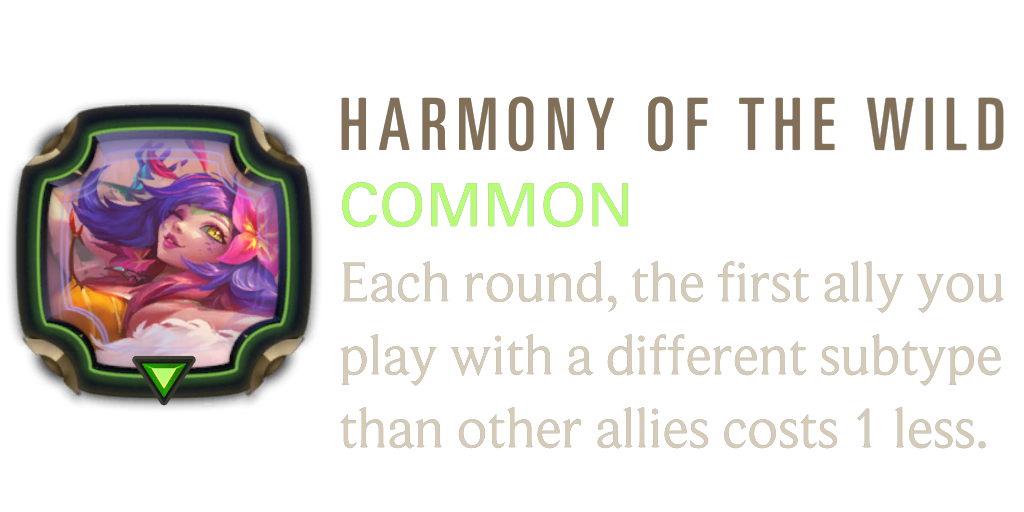 HARMONY OF THE WILD
COMMON
Each round, the first ally you
play with a different subtype
than other allies costs 1 less.